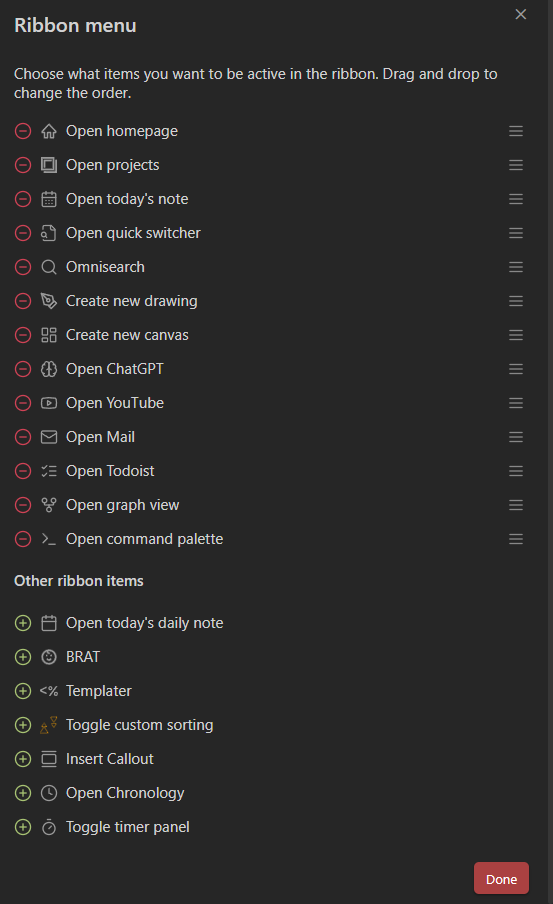 Ribbon menu
Choose what items you want to be active in the ribbon. Drag and drop to
change the order.
Open homepage
Open projects
Open today's note
Open quick switcher
Omnisearch
Create new drawing
Create new canvas
Open ChatGPT
Open YouTube
Open Mail
Open Todoist
Open graph view
Open command palette
Other ribbon items
Open today's daily note
BRAT
<% Templater
Toggle custom sorting
Insert Callout
Open Chronology
Toggle timer panel
Done